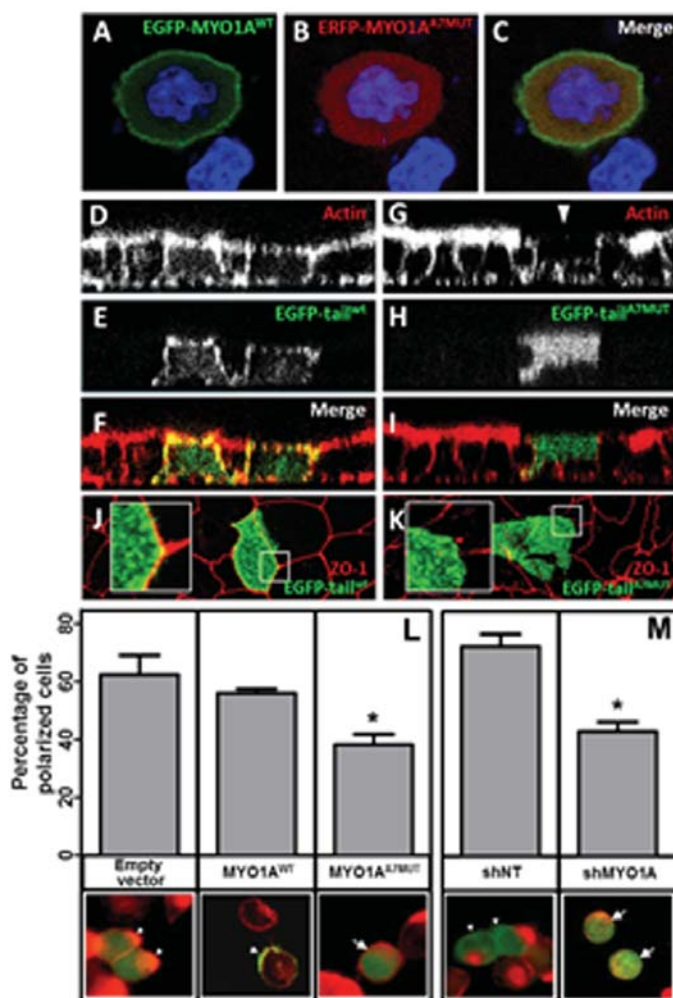 A EGFP-MYO1A^WT
B ERFP-MYO1A^A7MUT
C Merge
D Actin
G Actin
E EGFP-tail^wt
H EGFP-tail^A7MUT
F Merge
I Merge
J ZO-1
EGFP-tail^wt
K ZO-1
EGFP-tail^A7MUT
L
M
Percentage of
polarized cells
80
60
40
20
0
*
*
Empty
vector
MYO1A^WT
MYO1A^A7MUT
shNT
shMYO1A